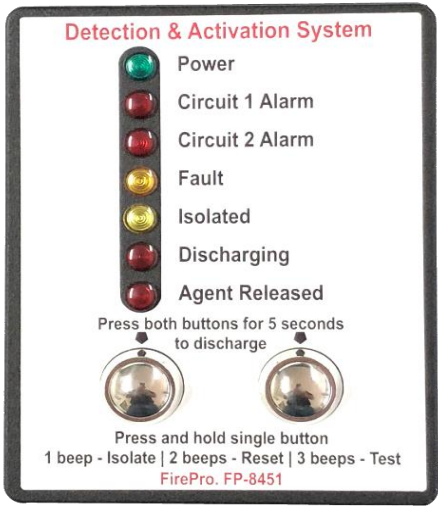 Detection & Activation System
Power
Circuit 1 Alarm
Circuit 2 Alarm
Fault
Isolated
Discharging
Agent Released
Press both buttons for 5 seconds
to discharge
Press and hold single button
1 beep - Isolate | 2 beeps - Reset | 3 beeps - Test
FirePro. FP-8451